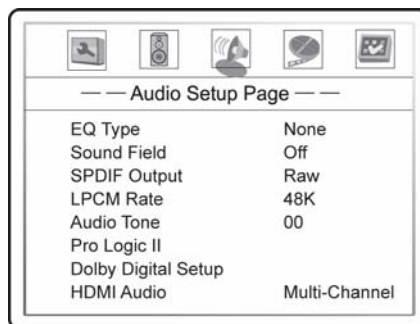 — — Audio Setup Page — —
EQ Type None
Sound Field Off
SPDIF Output Raw
LPCM Rate 48K
Audio Tone 00
Pro Logic II
Dolby Digital Setup
HDMI Audio Multi-Channel